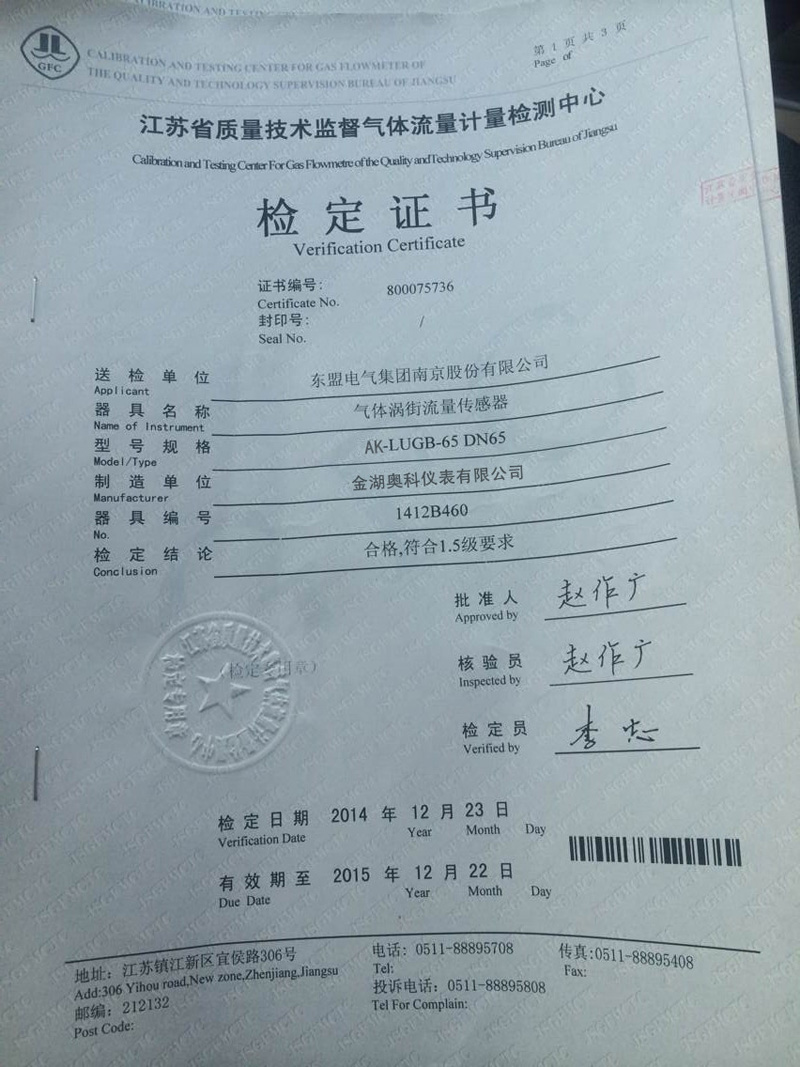 GFC
CALIBRATION AND TESTING CENTER FOR GAS FLOWMETER OF
THE QUALITY AND TECHNOLOGY SUPERVISION BUREAU OF JIANGSU
第 1 页 共 3 页
Page of
江苏省质量技术监督气体流量计量检测中心
Calibration and Testing Center For Gas Flowmetre of the Quality and Technology Supervision Bureau of Jiangsu
检定证书
Verification Certificate
证书编号: 800075736
Certificate No.
封印号: /
Seal No.
送检单位 东盟电气集团南京股份有限公司
Applicant
器具名称 气体涡街流量传感器
Name of Instrument
型号规格 AK-LUGB-65 DN65
Model/Type
制造单位 金湖奥科仪表有限公司
Manufacturer
器具编号 1412B460
No.
检定结论 合格,符合1.5级要求
Conclusion
批准人 赵作广
Approved by
核验员 赵作广
Inspected by
(检定专用章)
检定员 李忠
Verified by
检定日期 2014 年 12 月 23 日
Verification Date Year Month Day
有效期至 2015 年 12 月 22 日
Due Date Year Month Day
地址: 江苏镇江新区宜侯路306号
Add:306 Yihou road,New zone,Zhenjiang,Jiangsu
邮编: 212132
Post Code:
电话: 0511-88895708
Tel:
投诉电话: 0511-88895808
Tel For Complain:
传真:0511-88895408
Fax: